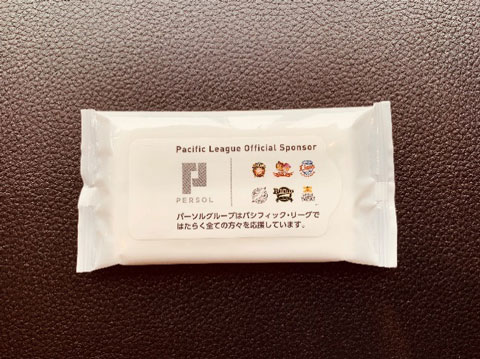 Pacific League Official Sponsor
PERSOL
パーソルグループはパシフィック・リーグで
はたらく全ての方々を応援しています。